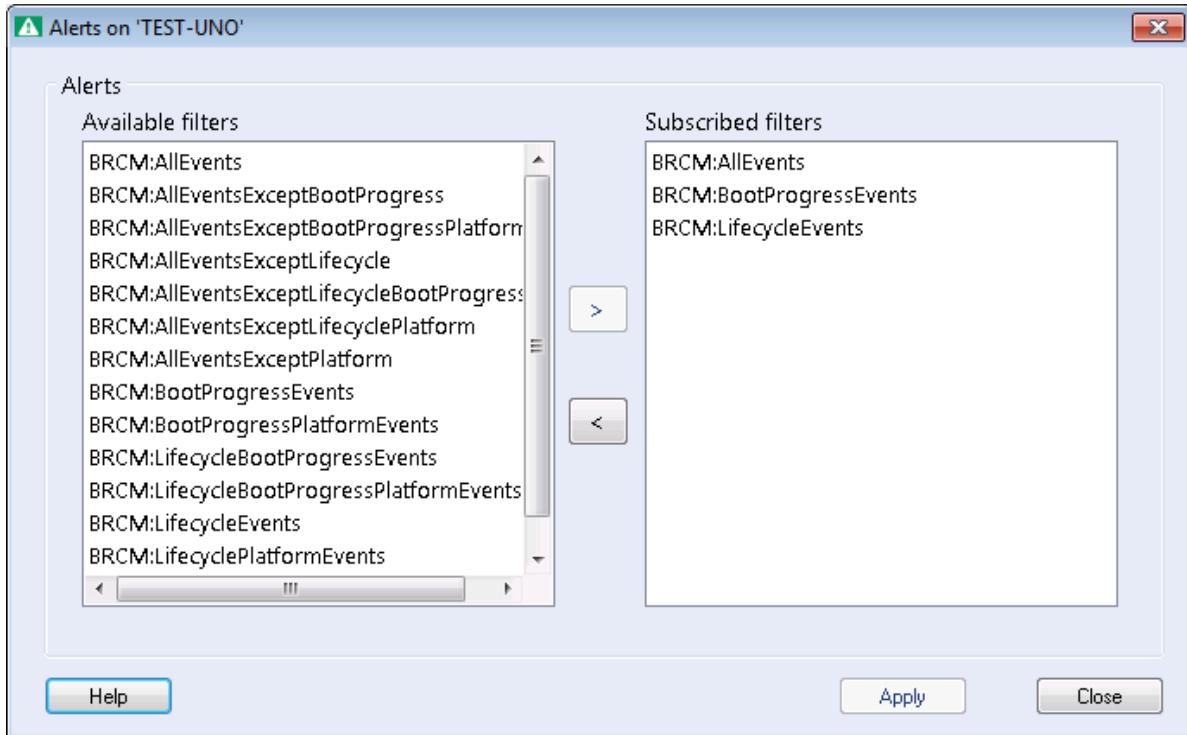 Alerts on 'TEST-UNO'
Alerts
Available filters
BRCM:AllEvents
BRCM:AllEventsExceptBootProgress
BRCM:AllEventsExceptBootProgressPlatform
BRCM:AllEventsExceptLifecycle
BRCM:AllEventsExceptLifecycleBootProgress
BRCM:AllEventsExceptLifecyclePlatform
BRCM:AllEventsExceptPlatform
BRCM:BootProgressEvents
BRCM:BootProgressPlatformEvents
BRCM:LifecycleBootProgressEvents
BRCM:LifecycleBootProgressPlatformEvents
BRCM:LifecycleEvents
BRCM:LifecyclePlatformEvents
>
<
Subscribed filters
BRCM:AllEvents
BRCM:BootProgressEvents
BRCM:LifecycleEvents
Help
Apply
Close